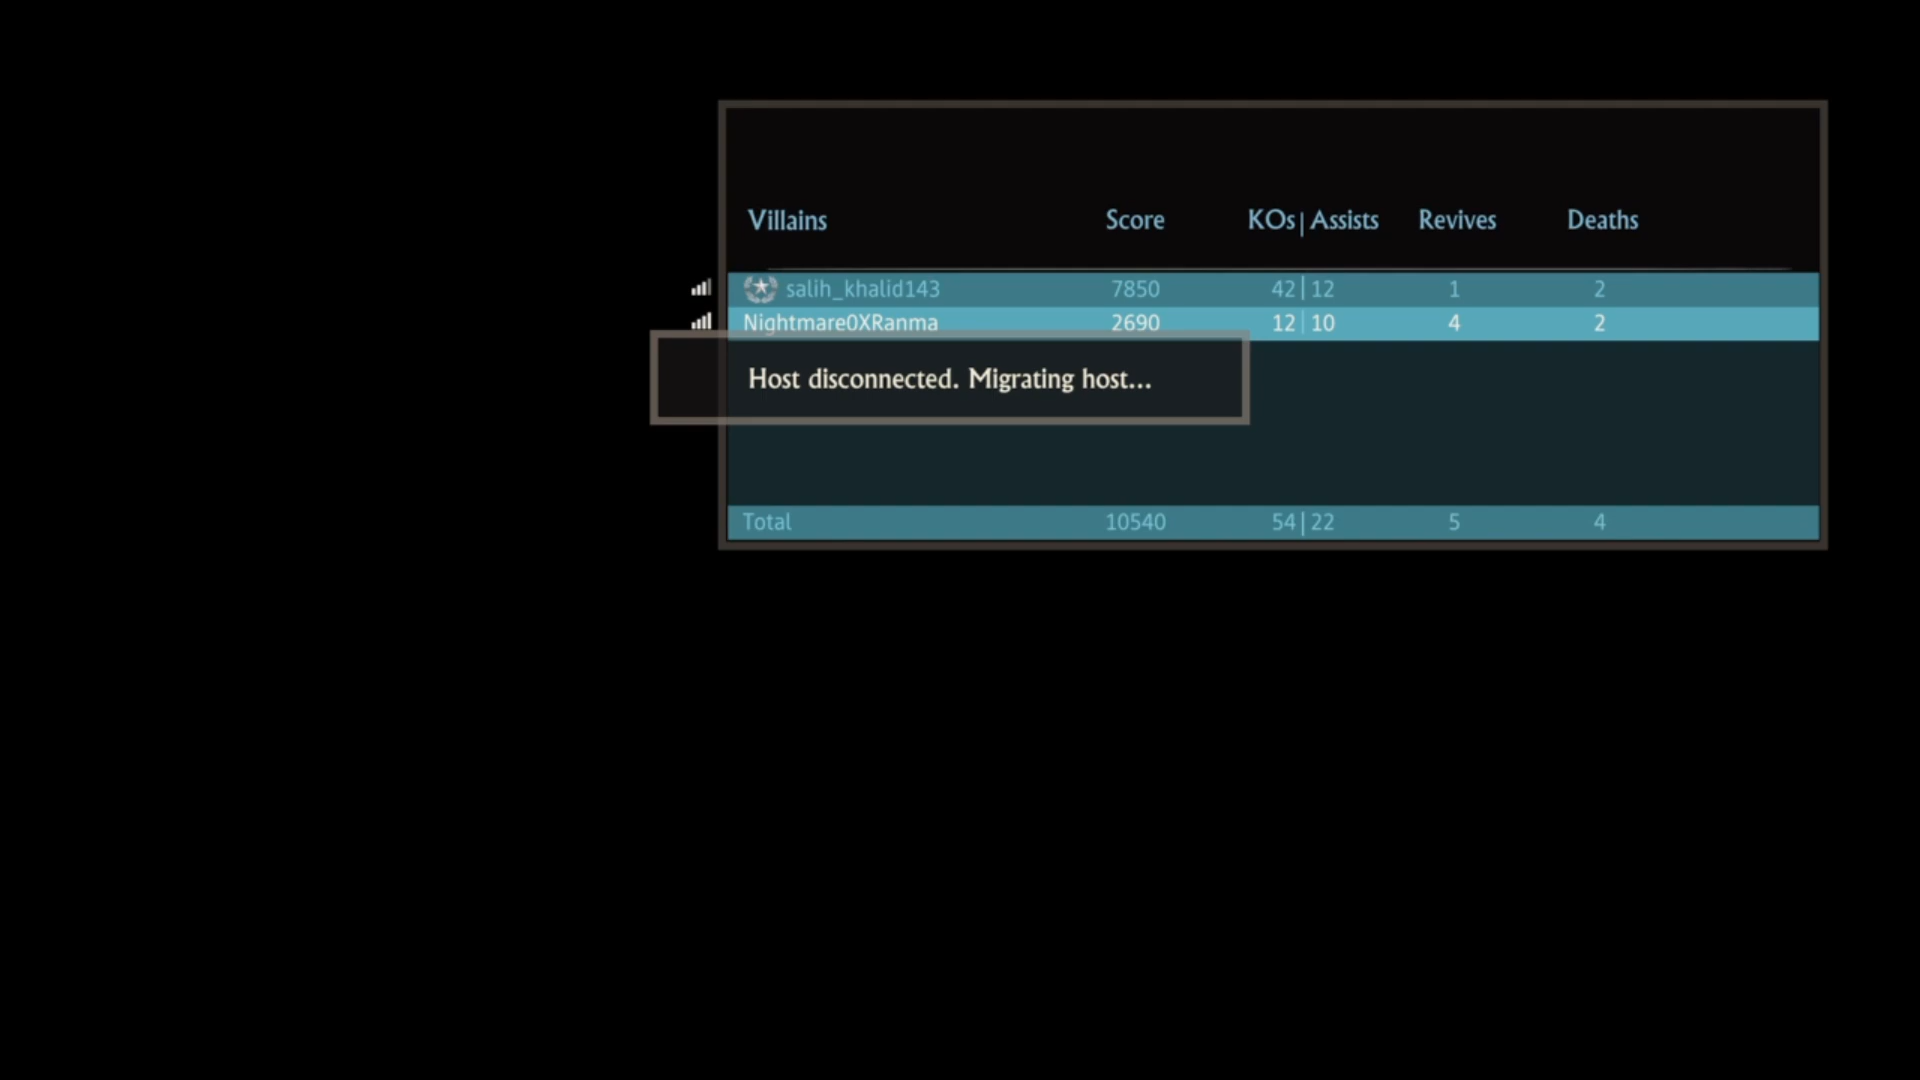 Villains Score KOs|Assists Revives Deaths
salih_khalid143 7850 42|12 1 2
Nightmare0XRanma 2690 12|10 4 2
Host disconnected. Migrating host...
Total 10540 54|22 5 4